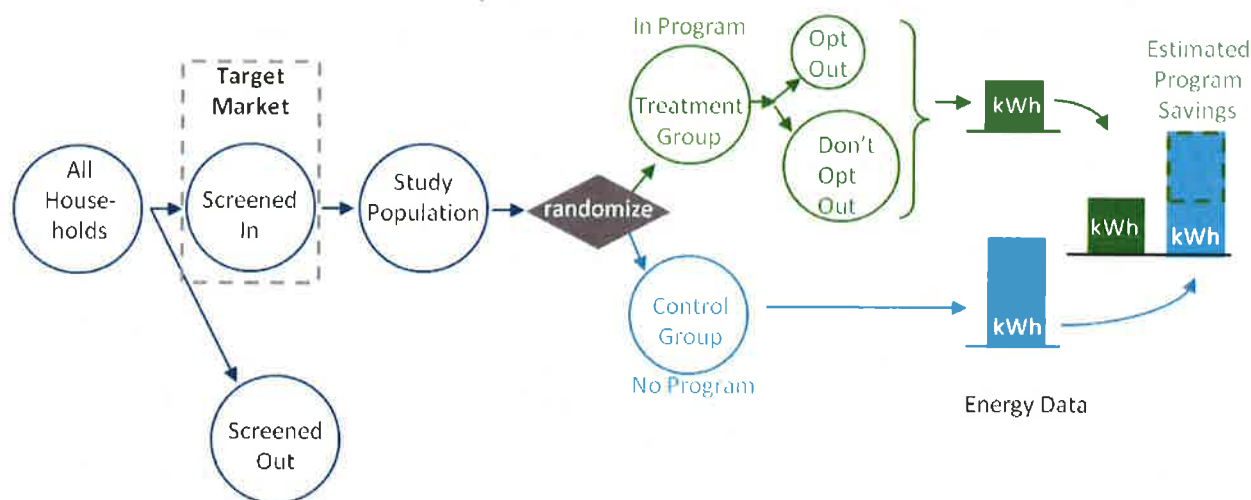 All
House-
holds
Target
Market
Screened
In
Screened
Out
Study
Population
randomize
In Program
Treatment
Group
Opt
Out
Don't
Opt
Out
Control
Group
No Program
kWh
kWh
Energy Data
Estimated
Program
Savings
kWh
kWh